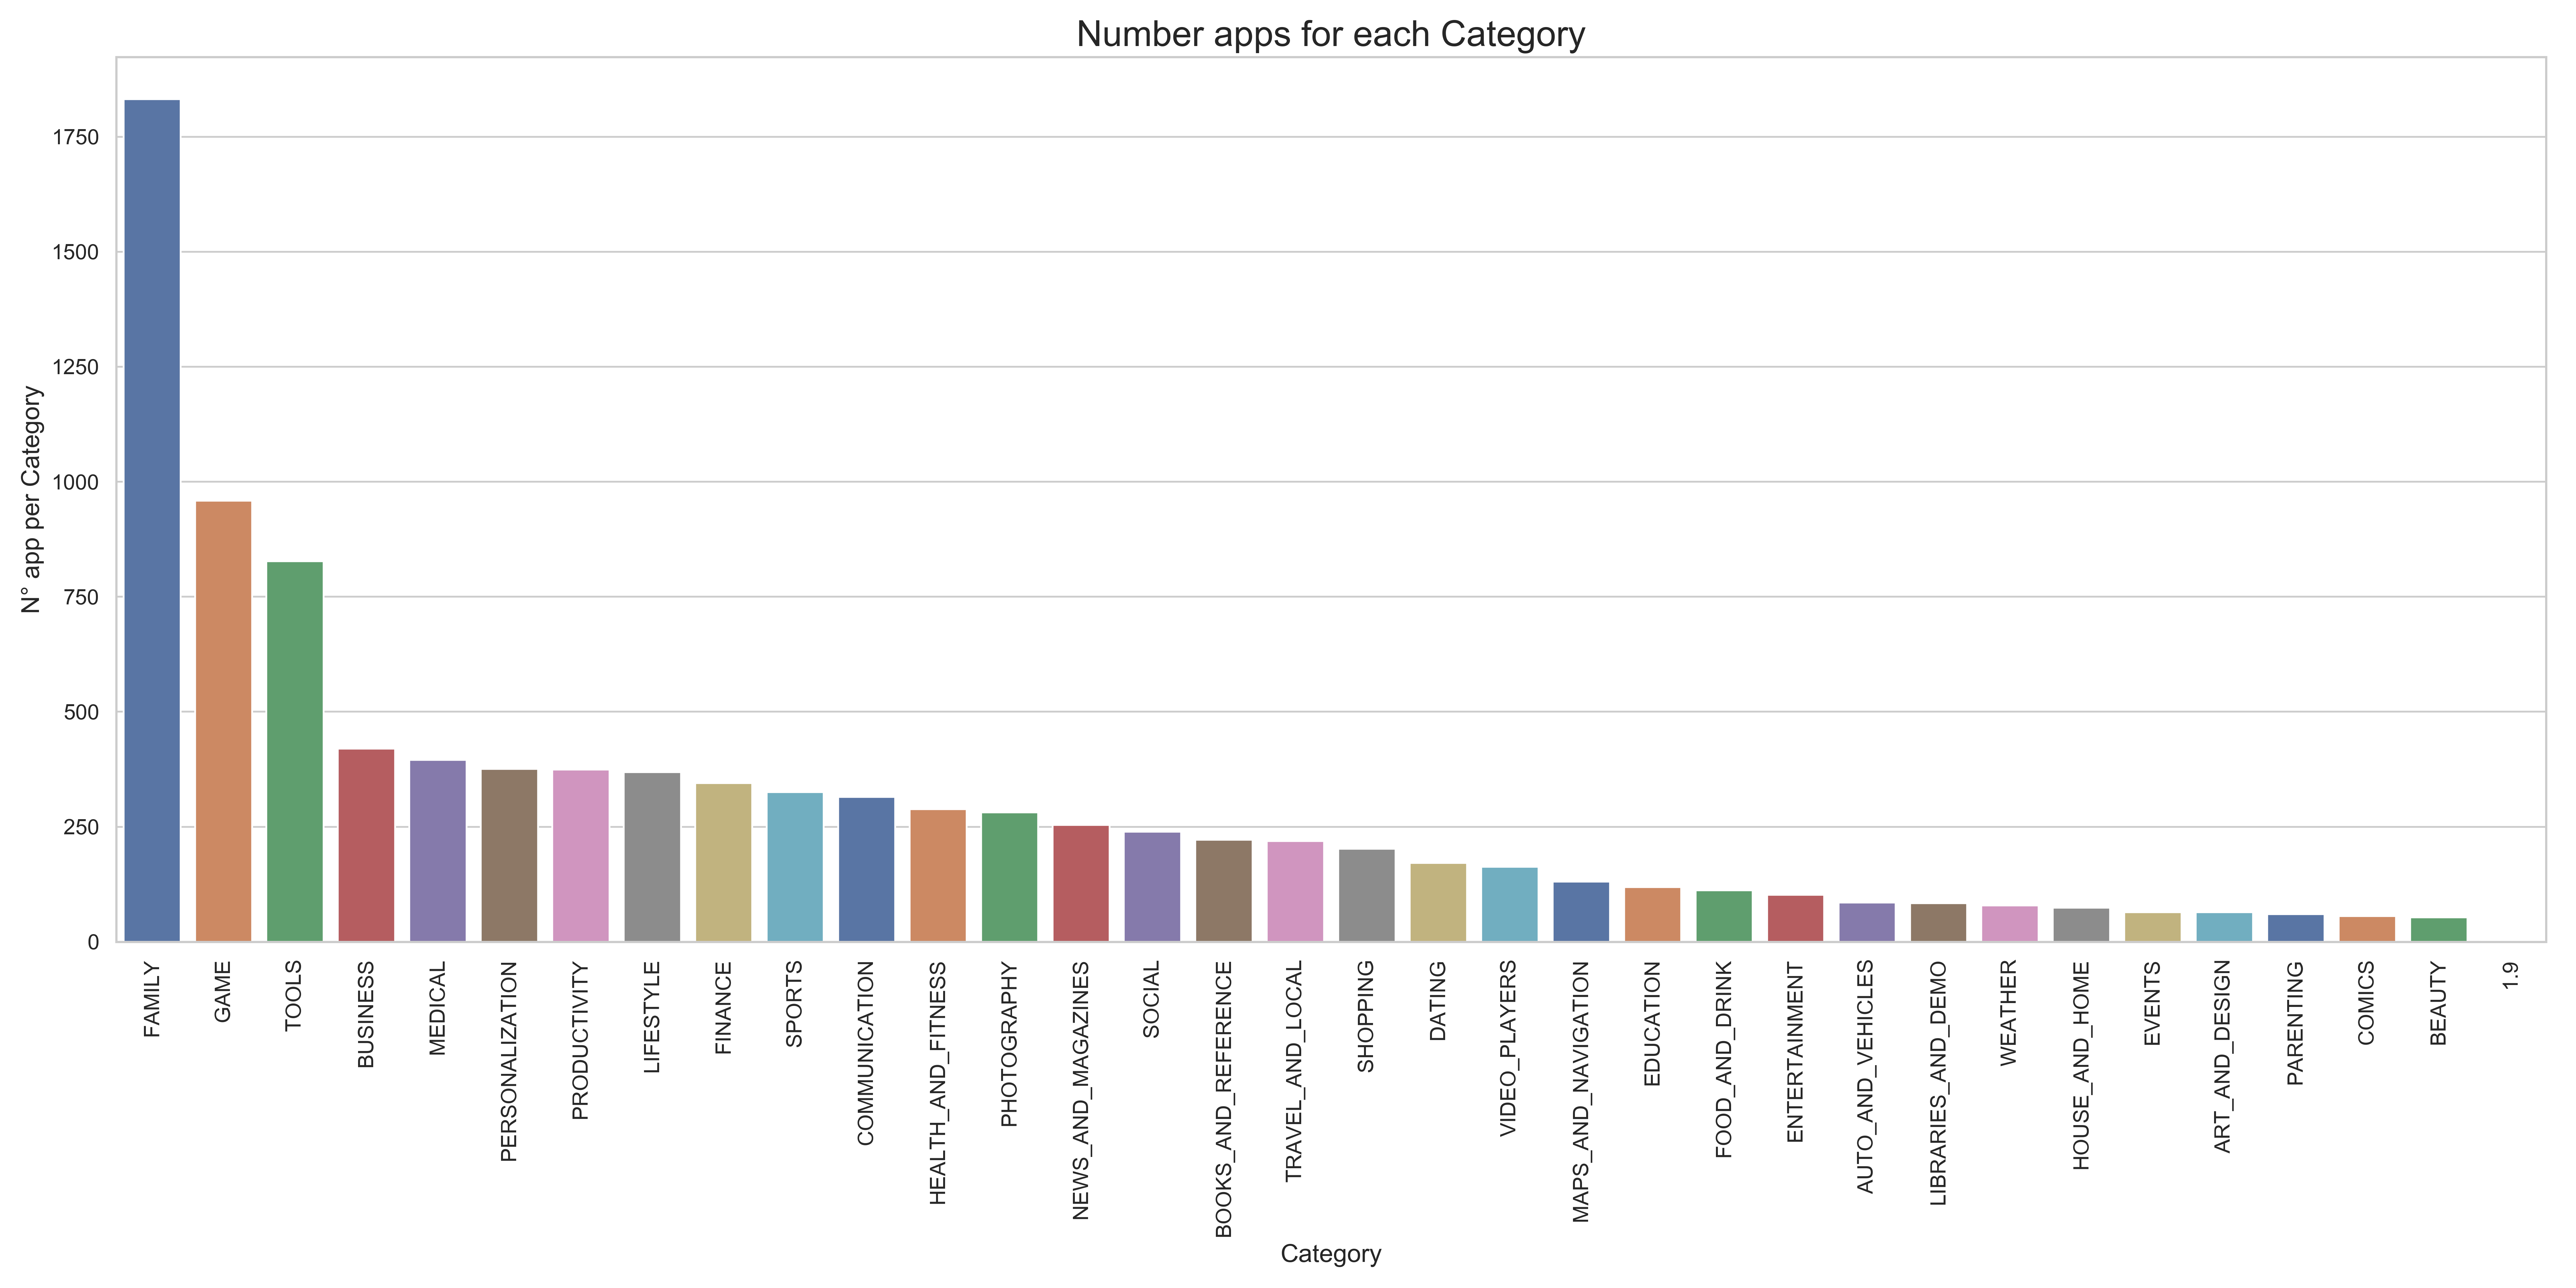 Number apps for each Category
N° app per Category
1750
1500
1250
1000
750
500
250
0
FAMILY
GAME
TOOLS
BUSINESS
MEDICAL
PERSONALIZATION
PRODUCTIVITY
LIFESTYLE
FINANCE
SPORTS
COMMUNICATION
HEALTH_AND_FITNESS
PHOTOGRAPHY
NEWS_AND_MAGAZINES
SOCIAL
BOOKS_AND_REFERENCE
TRAVEL_AND_LOCAL
SHOPPING
DATING
VIDEO_PLAYERS
MAPS_AND_NAVIGATION
EDUCATION
FOOD_AND_DRINK
ENTERTAINMENT
AUTO_AND_VEHICLES
LIBRARIES_AND_DEMO
WEATHER
HOUSE_AND_HOME
EVENTS
ART_AND_DESIGN
PARENTING
COMICS
BEAUTY
1.9
Category